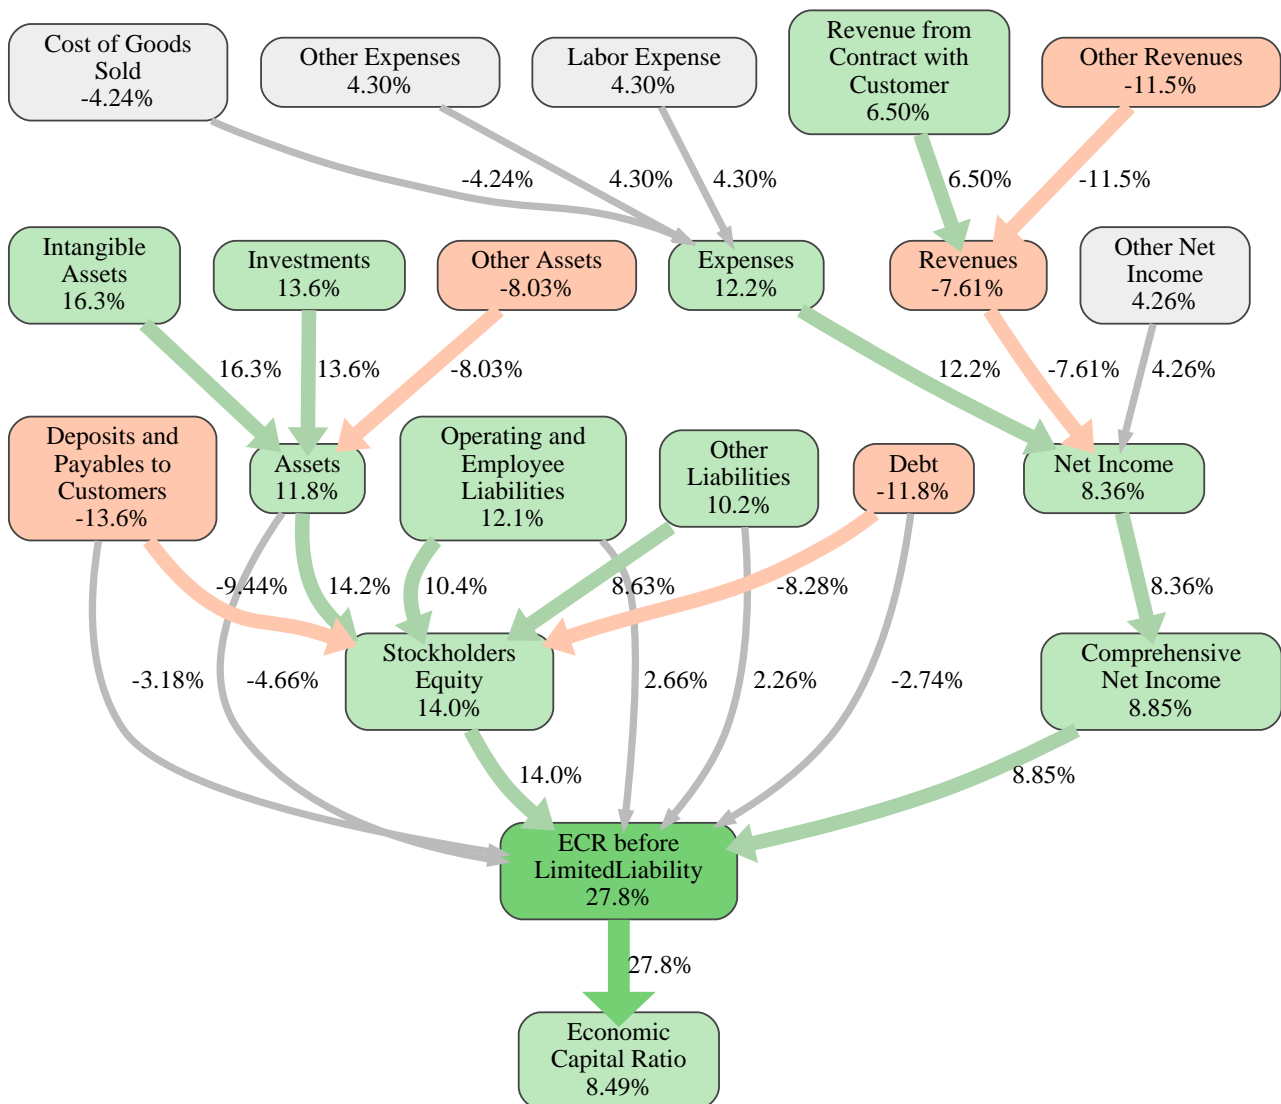 Cost of Goods
Sold
-4.24%
Other Expenses
4.30%
Labor Expense
4.30%
Revenue from
Contract with
Customer
6.50%
Other Revenues
-11.5%
-4.24%
4.30%
4.30%
6.50%
-11.5%
Intangible
Assets
16.3%
Investments
13.6%
Other Assets
-8.03%
Expenses
12.2%
Revenues
-7.61%
Other Net
Income
4.26%
16.3%
13.6%
-8.03%
12.2%
-7.61%
4.26%
Deposits and
Payables to
Customers
-13.6%
Assets
11.8%
Operating and
Employee
Liabilities
12.1%
Other
Liabilities
10.2%
Debt
-11.8%
Net Income
8.36%
-9.44%
14.2%
10.4%
8.63%
-8.28%
8.36%
Stockholders
Equity
14.0%
Comprehensive
Net Income
8.85%
-3.18%
-4.66%
2.66%
2.26%
-2.74%
14.0%
8.85%
ECR before
LimitedLiability
27.8%
27.8%
Economic
Capital Ratio
8.49%